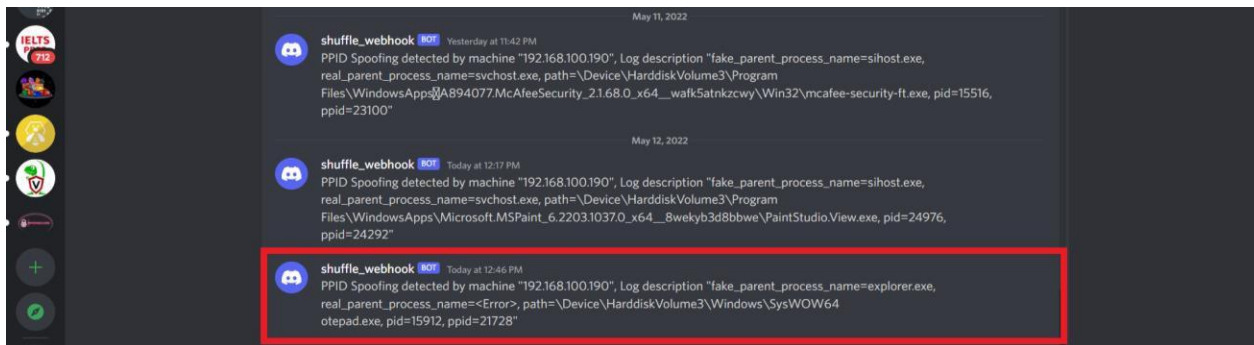 May 11, 2022
IELTS
712
shuffle_webhook BOT Yesterday at 11:42 PM
PPID Spoofing detected by machine "192.168.100.190", Log description "fake_parent_process_name=sihost.exe,
real_parent_process_name=svchost.exe, path=\Device\HarddiskVolume3\Program
Files\WindowsApps A894077.McAfeeSecurity_2.1.68.0_x64__wafk5atnkzcwy\Win32\mcafee-security-ft.exe, pid=15516,
ppid=23100"
May 12, 2022
shuffle_webhook BOT Today at 12:17 PM
PPID Spoofing detected by machine "192.168.100.190", Log description "fake_parent_process_name=sihost.exe,
real_parent_process_name=svchost.exe, path=\Device\HarddiskVolume3\Program
Files\WindowsApps\Microsoft.MSPaint_6.2203.1037.0_x64__8wekyb3d8bbwe\PaintStudio.View.exe, pid=24976,
ppid=24292"
shuffle_webhook BOT Today at 12:46 PM
PPID Spoofing detected by machine "192.168.100.190", Log description "fake_parent_process_name=explorer.exe,
real_parent_process_name=<Error>, path=\Device\HarddiskVolume3\Windows\SysWOW64
otepad.exe, pid=15912, ppid=21728"